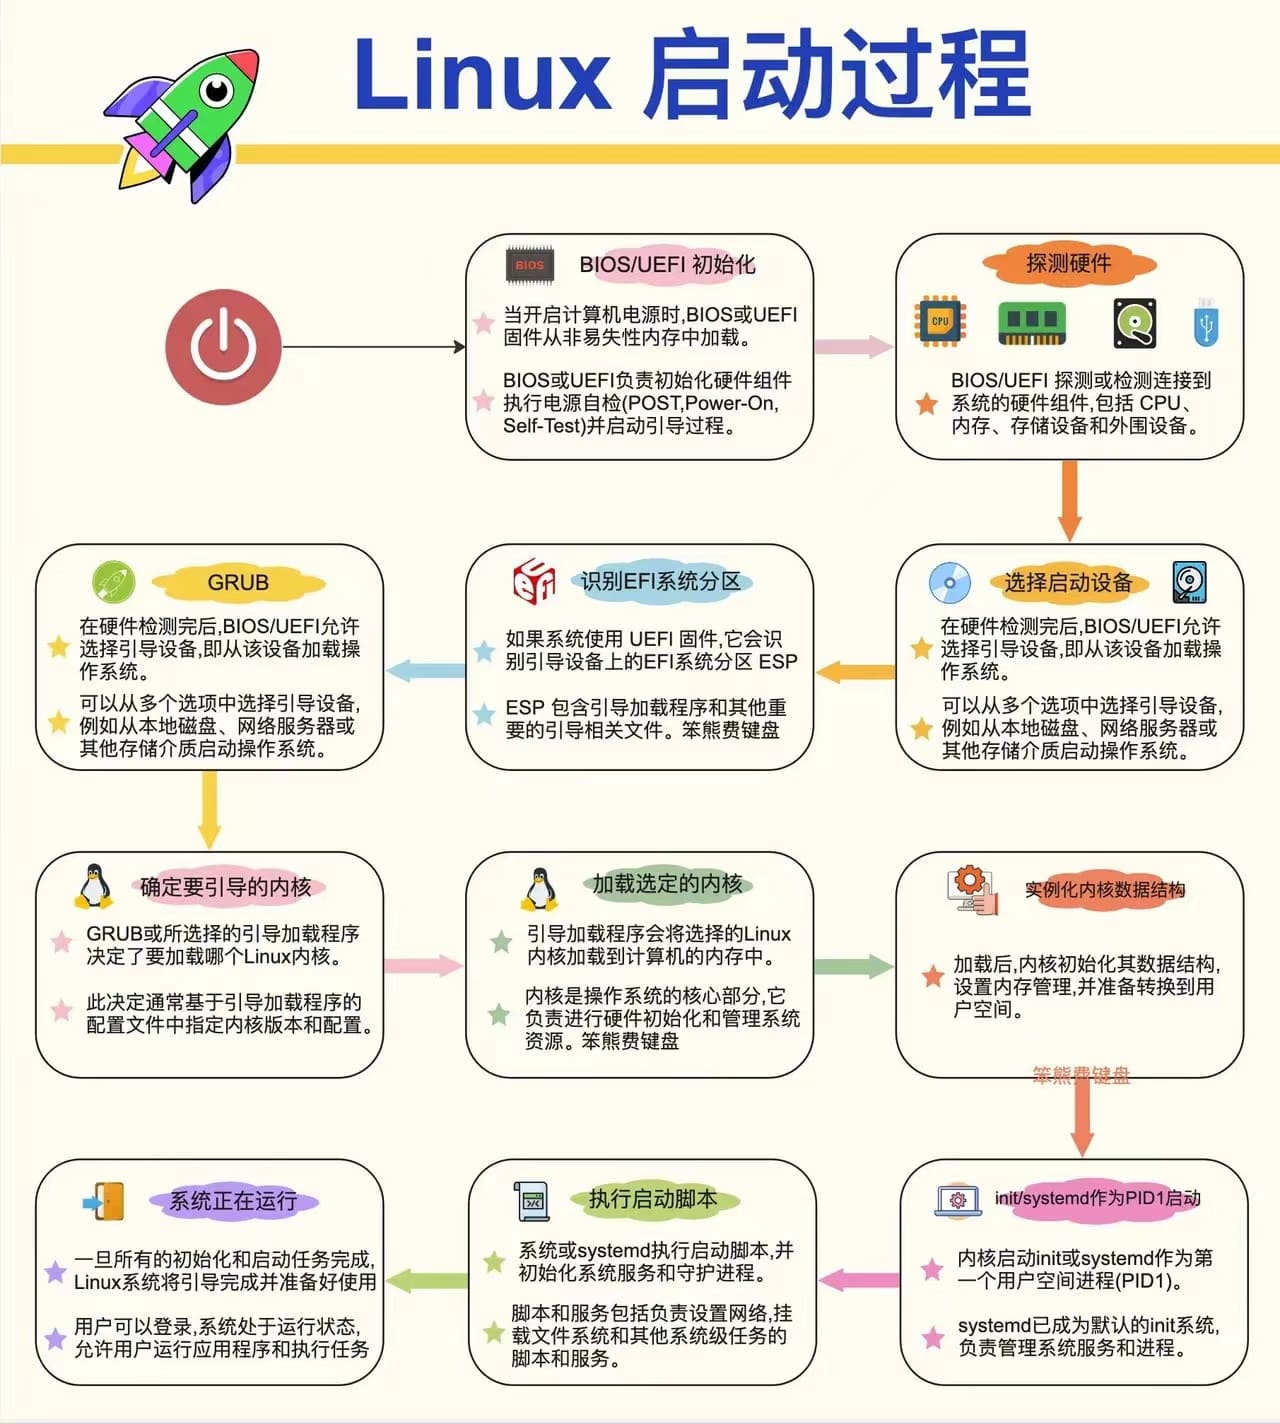 Linux 启动过程
BIOS
BIOS/UEFI 初始化
当开启计算机电源时,BIOS或UEFI
固件从非易失性内存中加载。
BIOS或UEFI负责初始化硬件组件
执行电源自检(POST,Power-On,
Self-Test)并启动引导过程。
探测硬件
CPU
BIOS/UEFI 探测或检测连接到
系统的硬件组件,包括 CPU、
内存、存储设备和外围设备。
GRUB
在硬件检测完后,BIOS/UEFI允许
选择引导设备,即从该设备加载操
作系统。
可以从多个选项中选择引导设备,
例如从本地磁盘、网络服务器或
其他存储介质启动操作系统。
UEFI
识别EFI系统分区
如果系统使用 UEFI 固件,它会识
别引导设备上的EFI系统分区 ESP
ESP 包含引导加载程序和其他重
要的引导相关文件。笨熊费键盘
选择启动设备
在硬件检测完后,BIOS/UEFI允许
选择引导设备,即从该设备加载操
作系统。
可以从多个选项中选择引导设备,
例如从本地磁盘、网络服务器或
其他存储介质启动操作系统。
确定要引导的内核
GRUB或所选择的引导加载程序
决定了要加载哪个Linux内核。
此决定通常基于引导加载程序的
配置文件中指定内核版本和配置。
加载选定的内核
引导加载程序会将选择的Linux
内核加载到计算机的内存中。
内核是操作系统的核心部分,它
负责进行硬件初始化和管理系统
资源。笨熊费键盘
实例化内核数据结构
加载后,内核初始化其数据结构,
设置内存管理,并准备转换到用
户空间。
笨熊费键盘
系统正在运行
一旦所有的初始化和启动任务完成,
Linux系统将引导完成并准备好使用
用户可以登录,系统处于运行状态,
允许用户运行应用程序和执行任务
执行启动脚本
系统或systemd执行启动脚本,并
初始化系统服务和守护进程。
脚本和服务包括负责设置网络,挂
载文件系统和其他系统级任务的
脚本和服务。
init/systemd作为PID1启动
内核启动init或systemd作为第
一个用户空间进程(PID1)。
systemd已成为默认的init系统,
负责管理系统服务和进程。